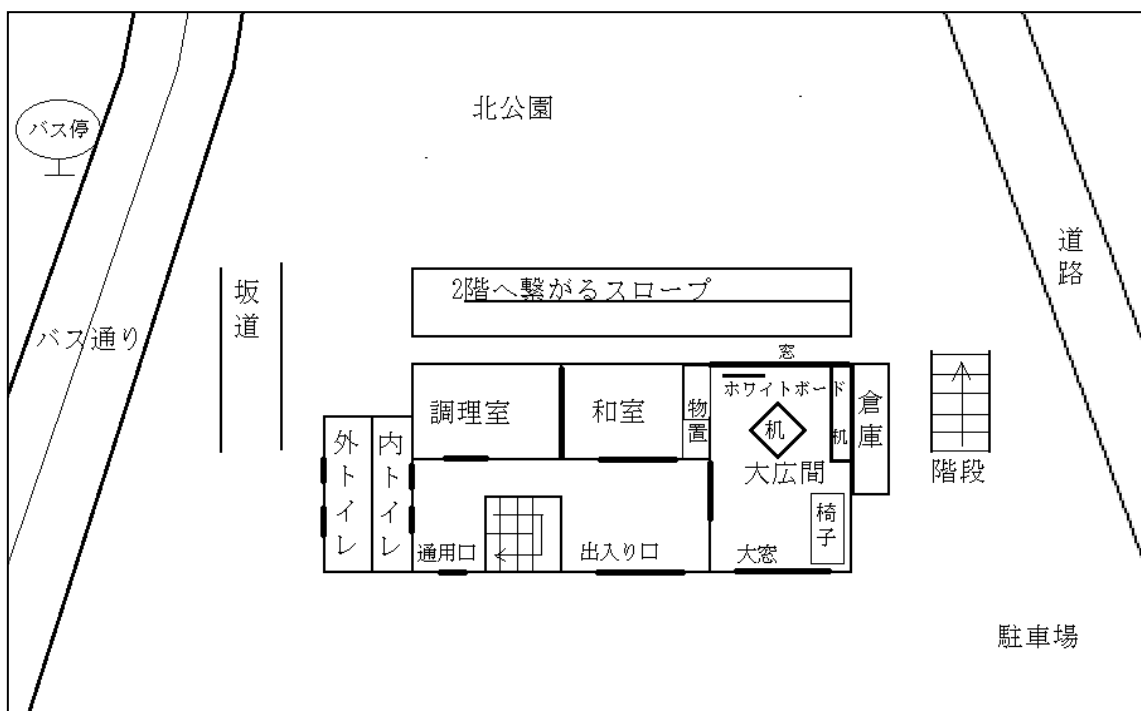 北公園
バス停
道路
2階へ繋がるスロープ
坂道
バス通り
窓
ホワイトボード
調理室
和室
物置
机
机
倉庫
大広間
階段
外トイレ
内トイレ
椅子
通用口
出入り口
大窓
駐車場